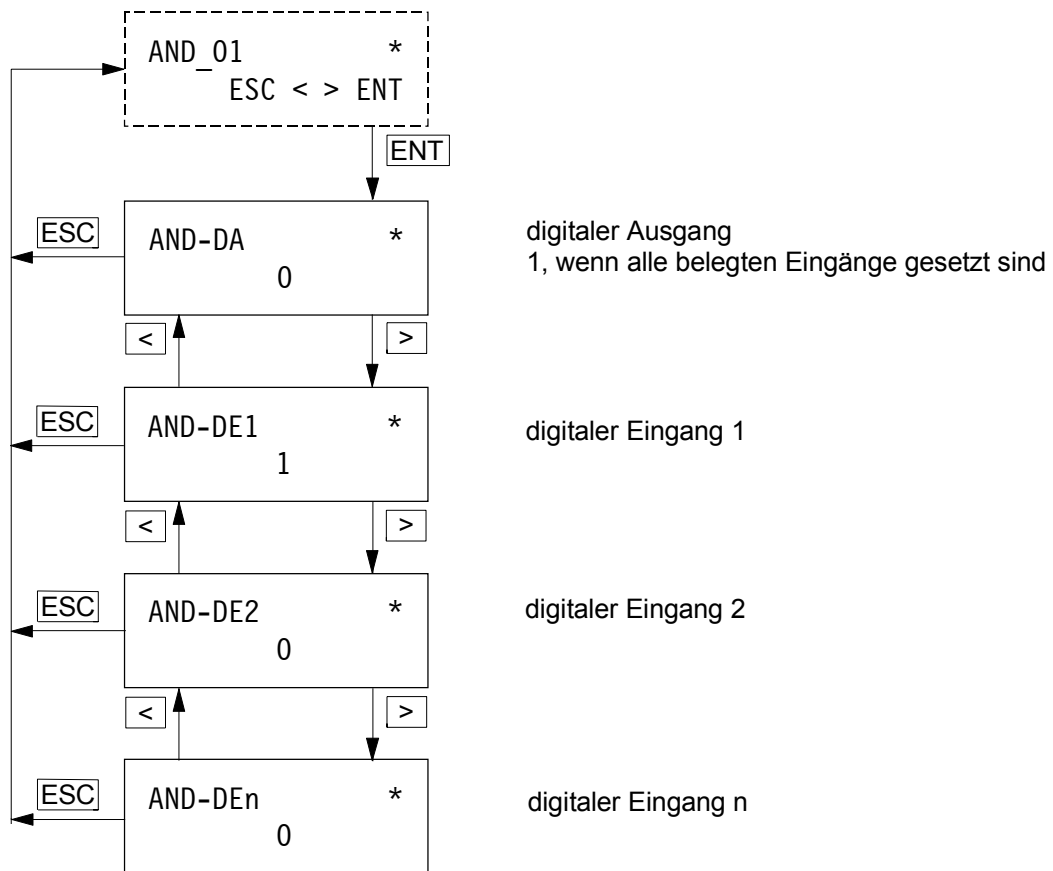 AND_01 *
ESC < > ENT
ENT
ESC
AND-DA *
0
digitaler Ausgang
1, wenn alle belegten Eingänge gesetzt sind
< >
ESC
AND-DE1 *
1
digitaler Eingang 1
< >
ESC
AND-DE2 *
0
digitaler Eingang 2
< >
ESC
AND-DEn *
0
digitaler Eingang n